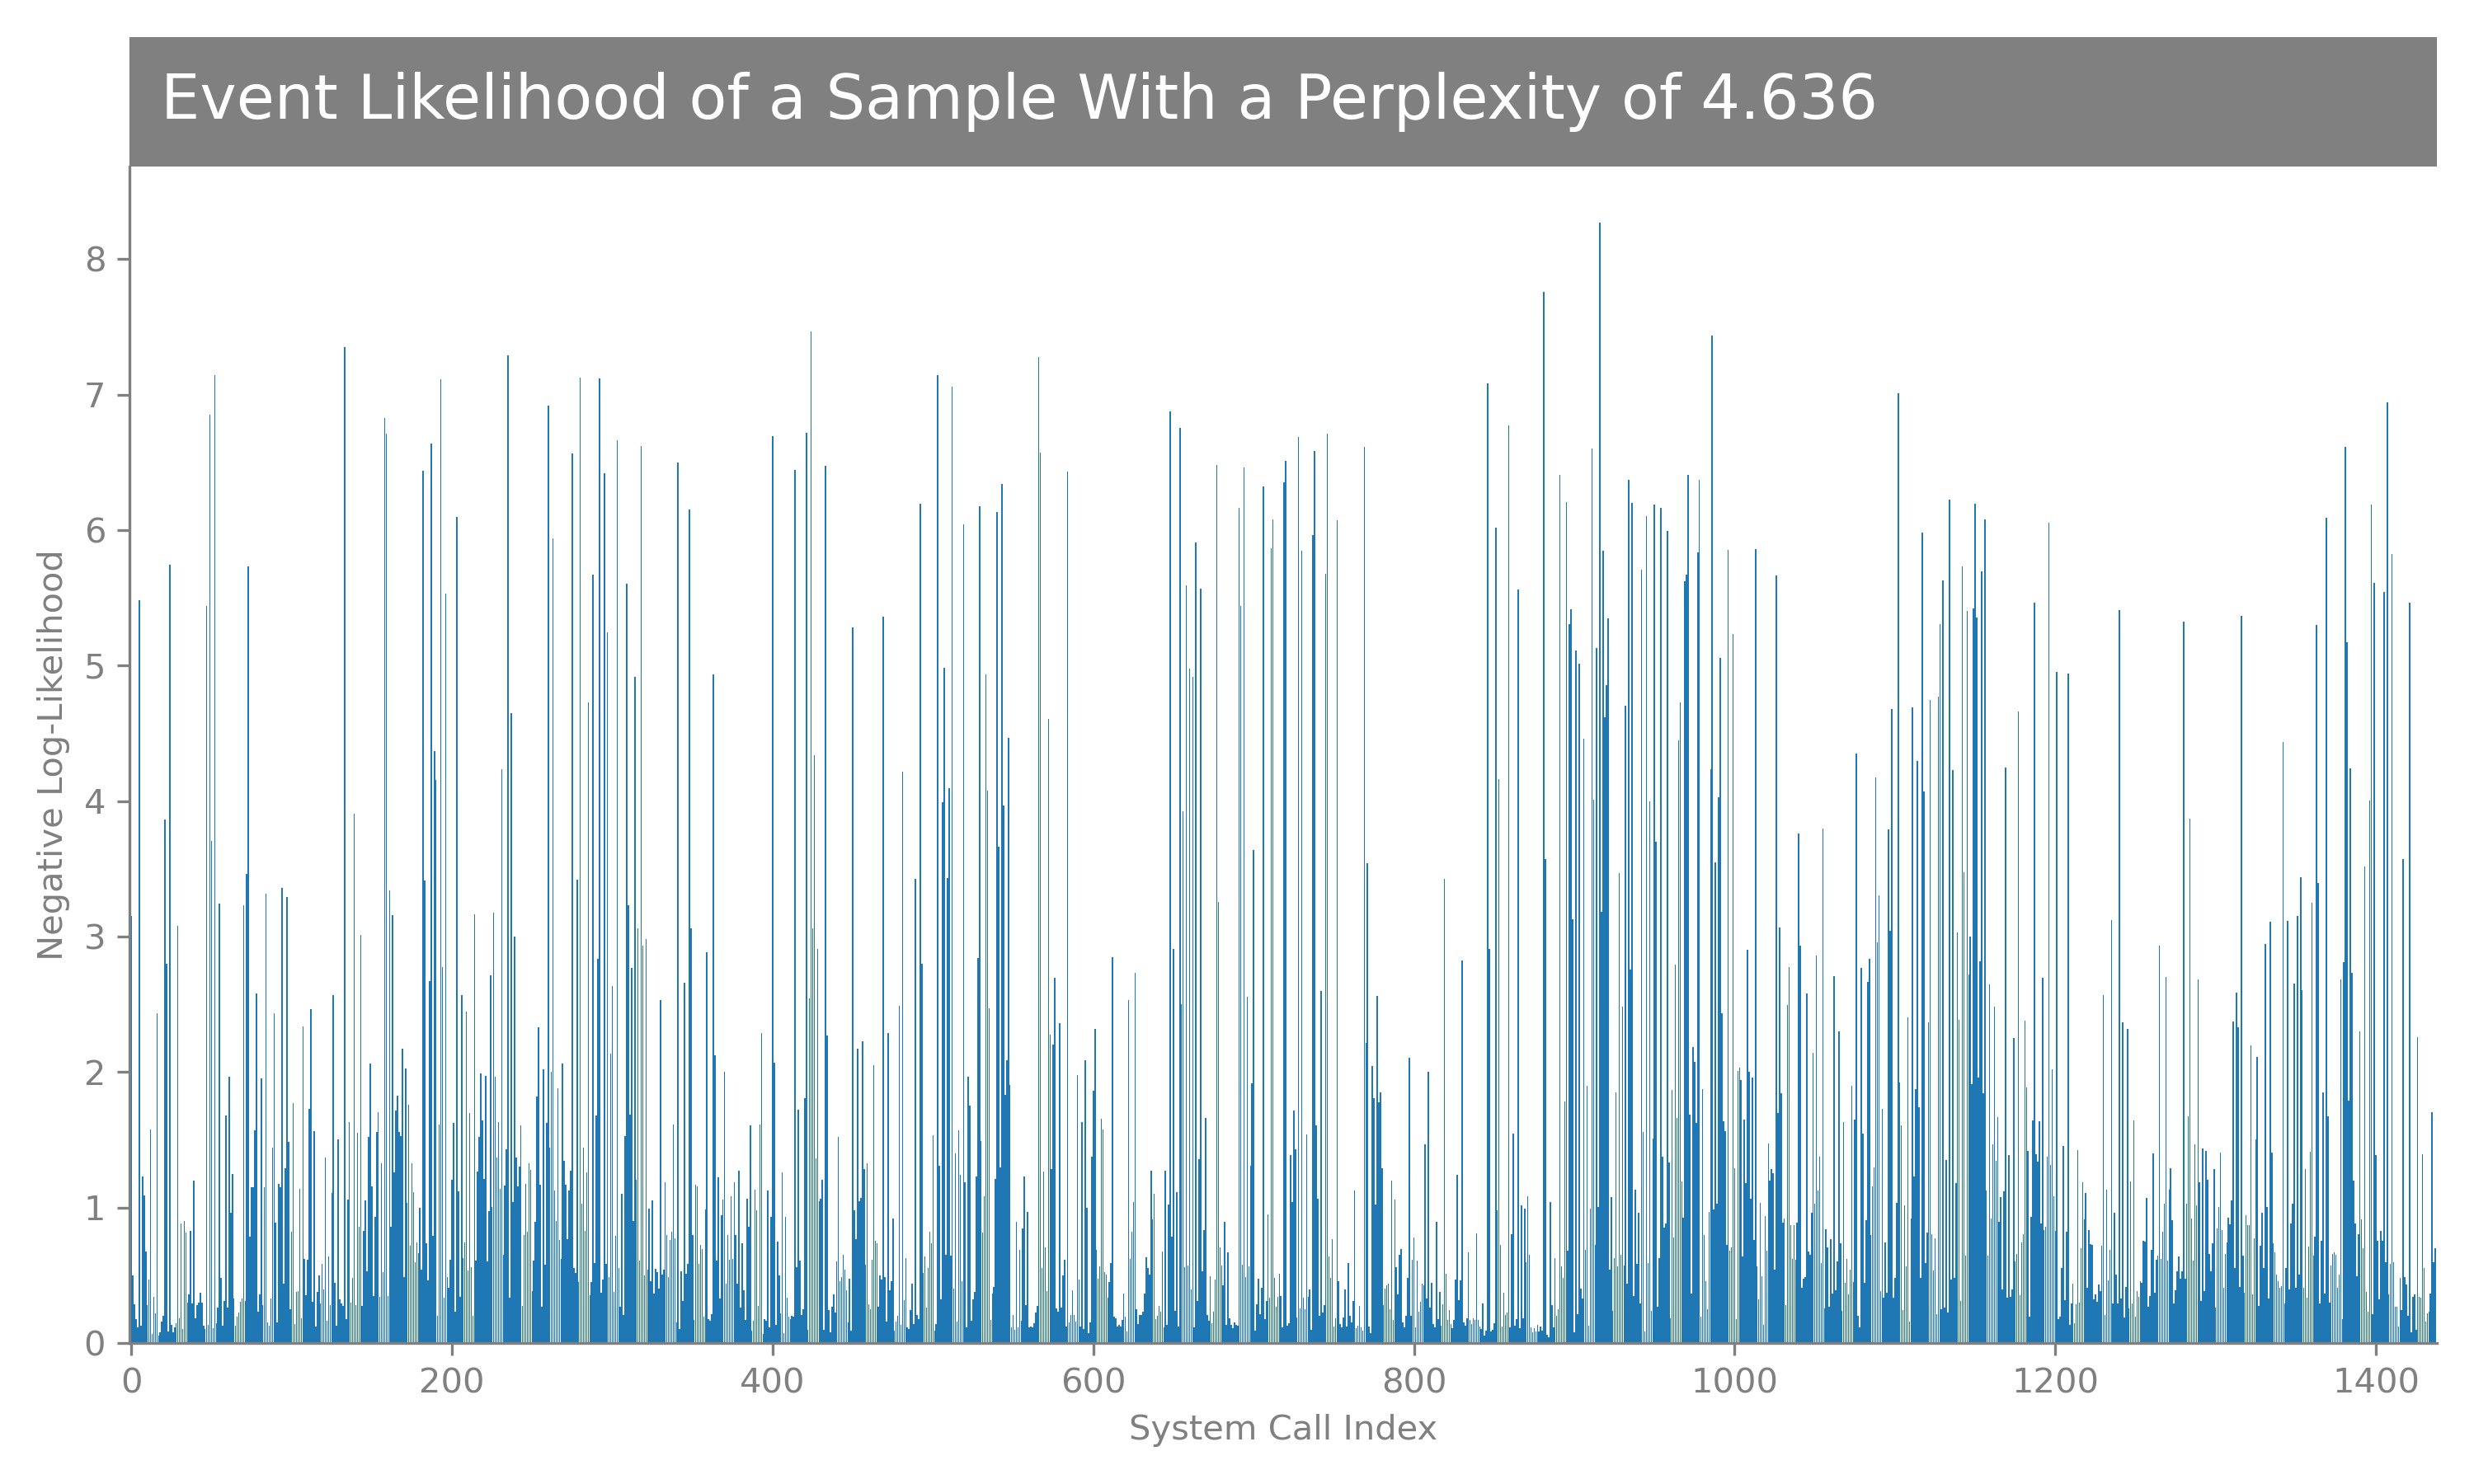 Event Likelihood of a Sample With a Perplexity of 4.636
8
7
6
5
4
3
2
1
0
Negative Log-Likelihood
0 200 400 600 800 1000 1200 1400
System Call Index